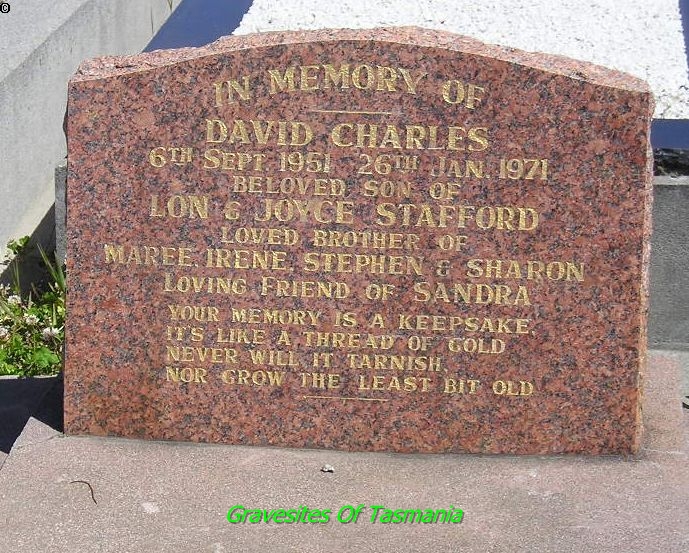 ©
IN MEMORY OF
DAVID CHARLES
6TH SEPT 1951 26TH JAN. 1971
BELOVED SON OF
LON & JOYCE STAFFORD
LOVED BROTHER OF
MAREE, IRENE, STEPHEN & SHARON
LOVING FRIEND OF SANDRA
YOUR MEMORY IS A KEEPSAKE,
IT'S LIKE A THREAD OF GOLD
NEVER WILL IT TARNISH,
NOR GROW THE LEAST BIT OLD
Gravesites Of Tasmania